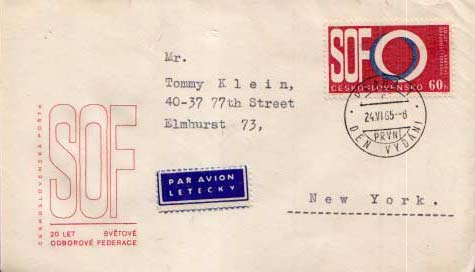 Mr.
Tommy Klein,
40-37 77th Street
Elmhurst 73,
New York.
SOF
ČESKOSLOVENSKO 60h
24.VI.65-8
PRVNÍ
DEN VYDÁNÍ
PAR AVION
LETECKY
ČESKOSLOVENSKÁ POŠTA
SOF
20 LET SVĚTOVÉ
ODBOROVÉ FEDERACE